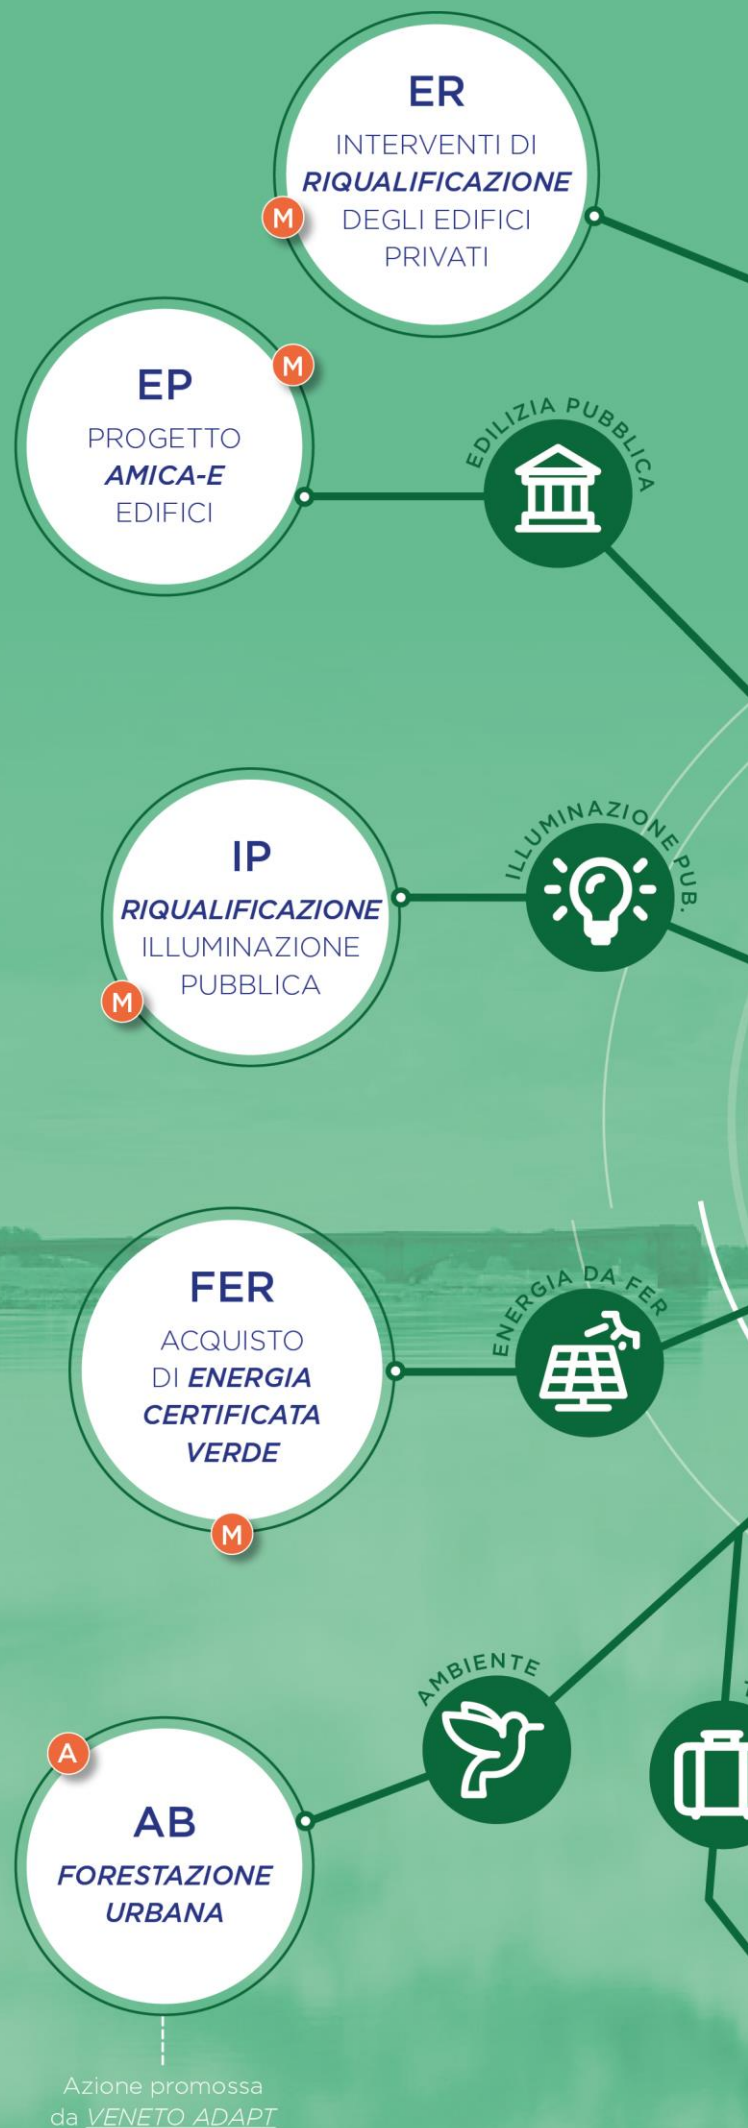 ER
INTERVENTI DI
RIQUALIFICAZIONE
DEGLI EDIFICI
PRIVATI
M
EP
PROGETTO
AMICA-E
EDIFICI
M
EDILIZIA PUBBLICA
IP
RIQUALIFICAZIONE
ILLUMINAZIONE
PUBBLICA
M
ILLUMINAZIONE PUB.
FER
ACQUISTO
DI ENERGIA
CERTIFICATA
VERDE
M
ENERGIA DA FER
AMBIENTE
A
AB
FORESTAZIONE
URBANA
Azione promossa
da VENETO ADAPT